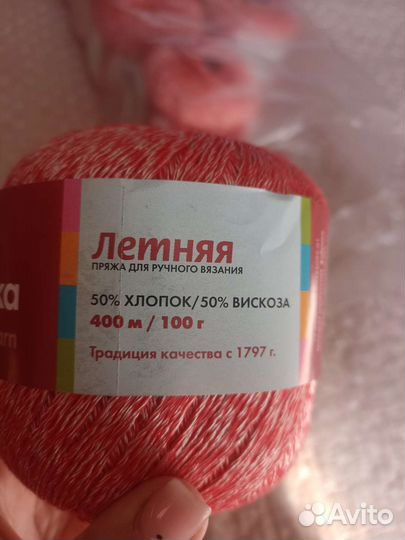 Летняя
ПРЯЖА ДЛЯ РУЧНОГО ВЯЗАНИЯ
50% ХЛОПОК/50% ВИСКОЗА
400 м / 100 г
Традиция качества с 1797 г.
Avito